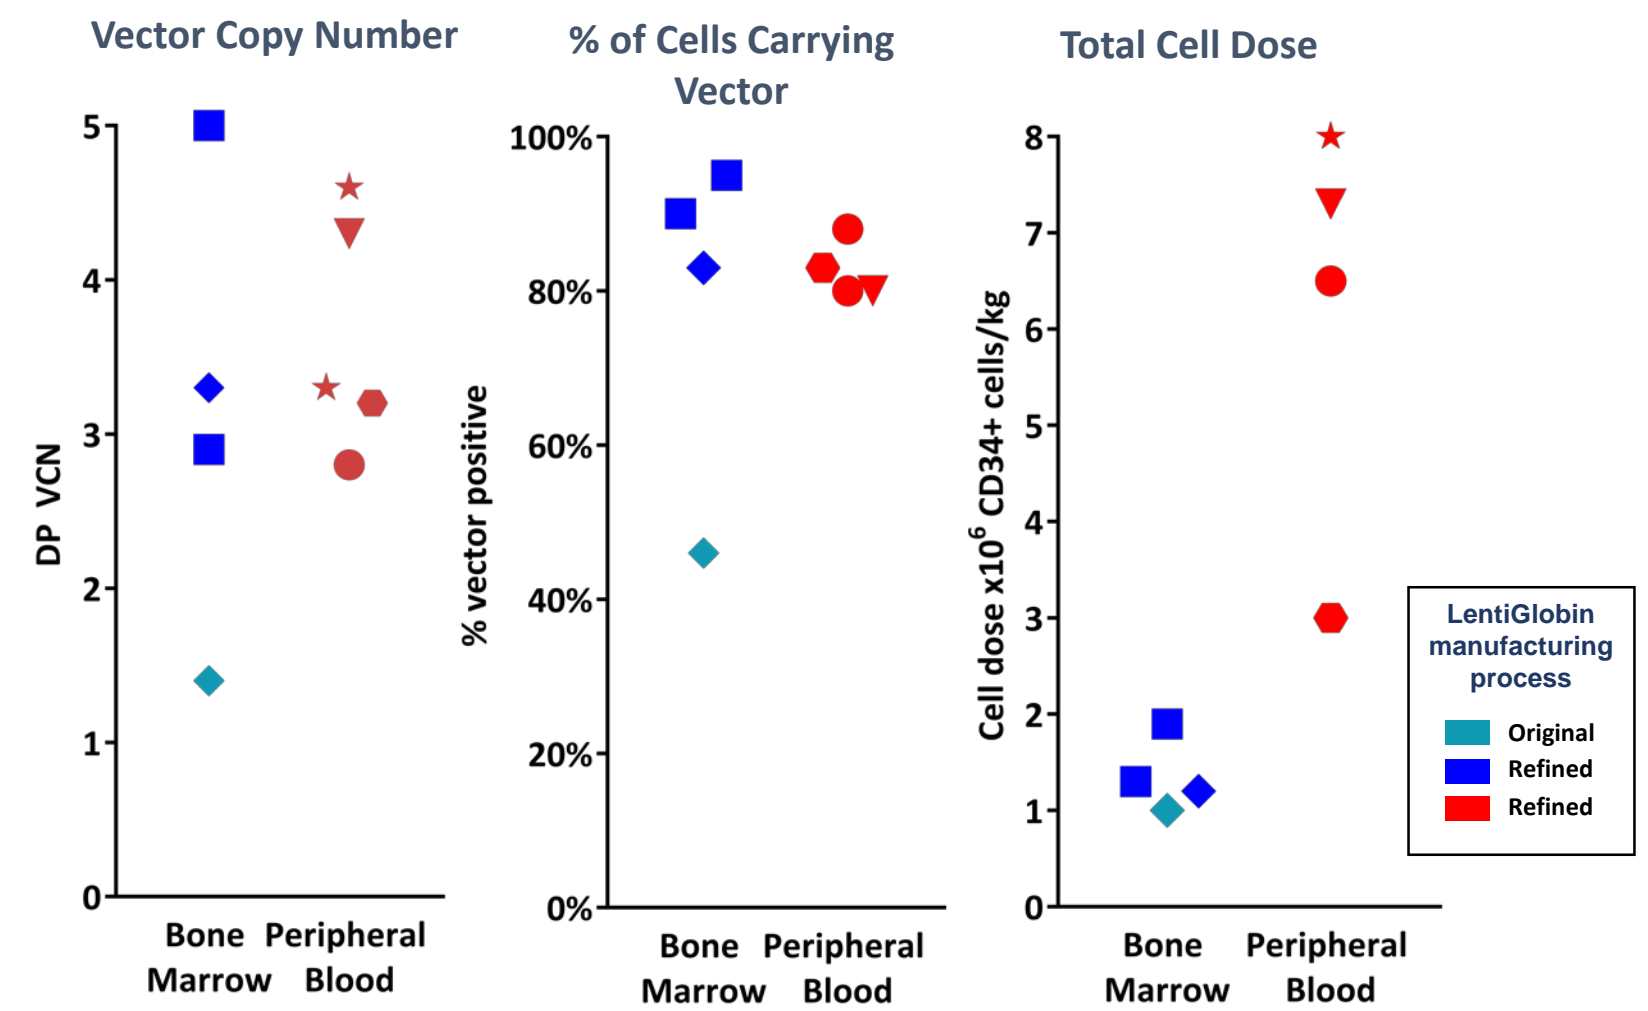 Vector Copy Number
DP VCN
5
4
3
2
1
0
Bone
Marrow
Peripheral
Blood
% of Cells Carrying
Vector
% vector positive
100%
80%
60%
40%
20%
0%
Bone
Marrow
Peripheral
Blood
Total Cell Dose
Cell dose x10⁶ CD34+ cells/kg
8
7
6
5
4
3
2
1
0
Bone
Marrow
Peripheral
Blood
LentiGlobin
manufacturing
process
Original
Refined
Refined